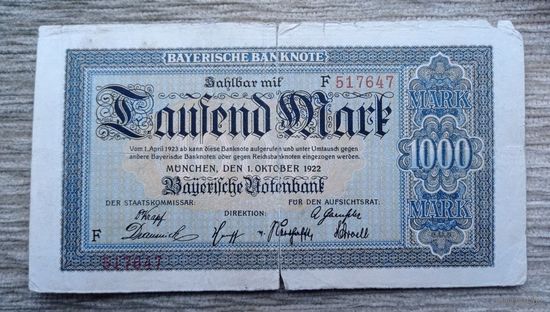 BAYERISCHE BANKNOTE
Zahlbar mit F 517647
Tausend Mark
Vom 1. April 1923 ab kann diese Banknote aufgerufen und unter Umtausch gegen
andere Bayerische Banknoten oder gegen Reichsbanknoten eingezogen werden.
MÜNCHEN, DEN 1. OKTOBER 1922
Bayerische Notenbank
DER STAATSKOMMISSAR: DIREKTION: FÜR DEN AUFSICHTSRAT:
F
517647
MARK
1000
MARK